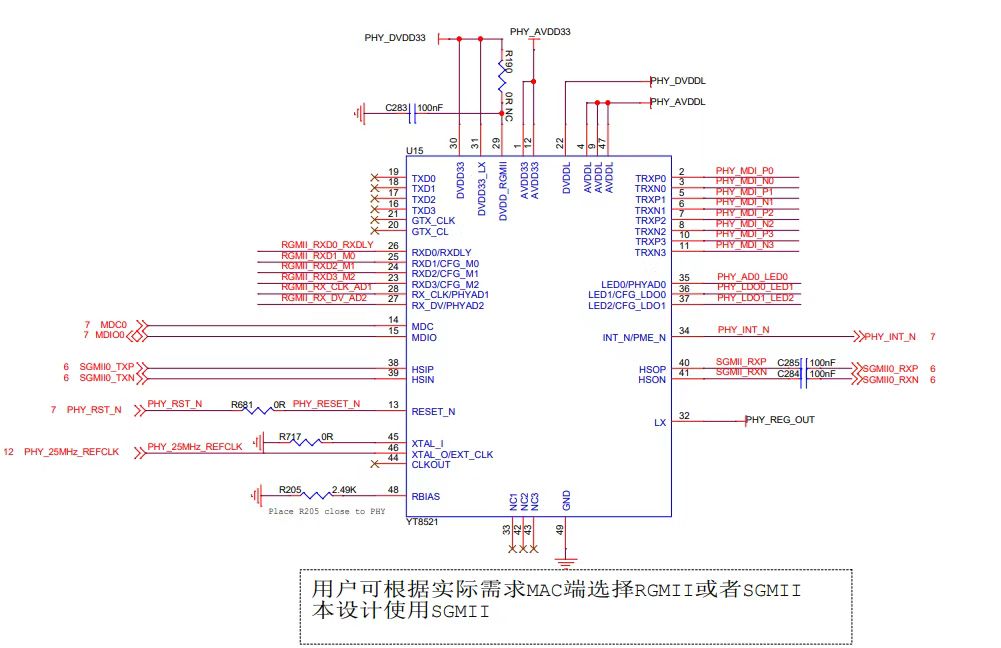 PHY_DVDD33
PHY_AVDD33
R190
0R NC
PHY_DVDDL
PHY_AVDDL
C283 100nF
30 31 29 1 12 22 4 9 47
U15
DVDD33 DVDD33_LX DVDD_RGMII AVDD33 AVDD33 DVDDL AVDDL AVDDL AVDDL
19 TXD0
18 TXD1
17 TXD2
16 TXD3
21 GTX_CLK
20 GTX_CL
RGMII_RXD0_RXDLY 26 RXD0/RXDLY
RGMII_RXD1_M0 25 RXD1/CFG_M0
RGMII_RXD2_M1 24 RXD2/CFG_M1
RGMII_RXD3_M2 23 RXD3/CFG_M2
RGMII_RX_CLK_AD1 28 RX_CLK/PHYAD1
RGMII_RX_DV_AD2 27 RX_DV/PHYAD2
7 MDC0 14 MDC
7 MDIO0 15 MDIO
6 SGMII0_TXP 38 HSIP
6 SGMII0_TXN 39 HSIN
7 PHY_RST_N PHY_RST_N R681 0R PHY_RESET_N 13 RESET_N
R717 0R 45 XTAL_I
12 PHY_25MHz_REFCLK PHY_25MHz_REFCLK 46 XTAL_O/EXT_CLK
44 CLKOUT
R205 2.49K 48 RBIAS
Place R205 close to PHY
TRXP0 2 PHY_MDI_P0
TRXN0 3 PHY_MDI_N0
TRXP1 5 PHY_MDI_P1
TRXN1 6 PHY_MDI_N1
TRXP2 7 PHY_MDI_P2
TRXN2 8 PHY_MDI_N2
TRXP3 10 PHY_MDI_P3
TRXN3 11 PHY_MDI_N3
LED0/PHYAD0 35 PHY_AD0_LED0
LED1/CFG_LDO0 36 PHY_LDO0_LED1
LED2/CFG_LDO1 37 PHY_LDO1_LED2
INT_N/PME_N 34 PHY_INT_N PHY_INT_N 7
HSOP 40 SGMII_RXP C285 100nF SGMII0_RXP 6
HSON 41 SGMII_RXN C284 100nF SGMII0_RXN 6
LX 32 PHY_REG_OUT
NC1 NC2 NC3 GND
YT8521
33 42 43 49
用户可根据实际需求MAC端选择RGMII或者SGMII
本设计使用SGMII